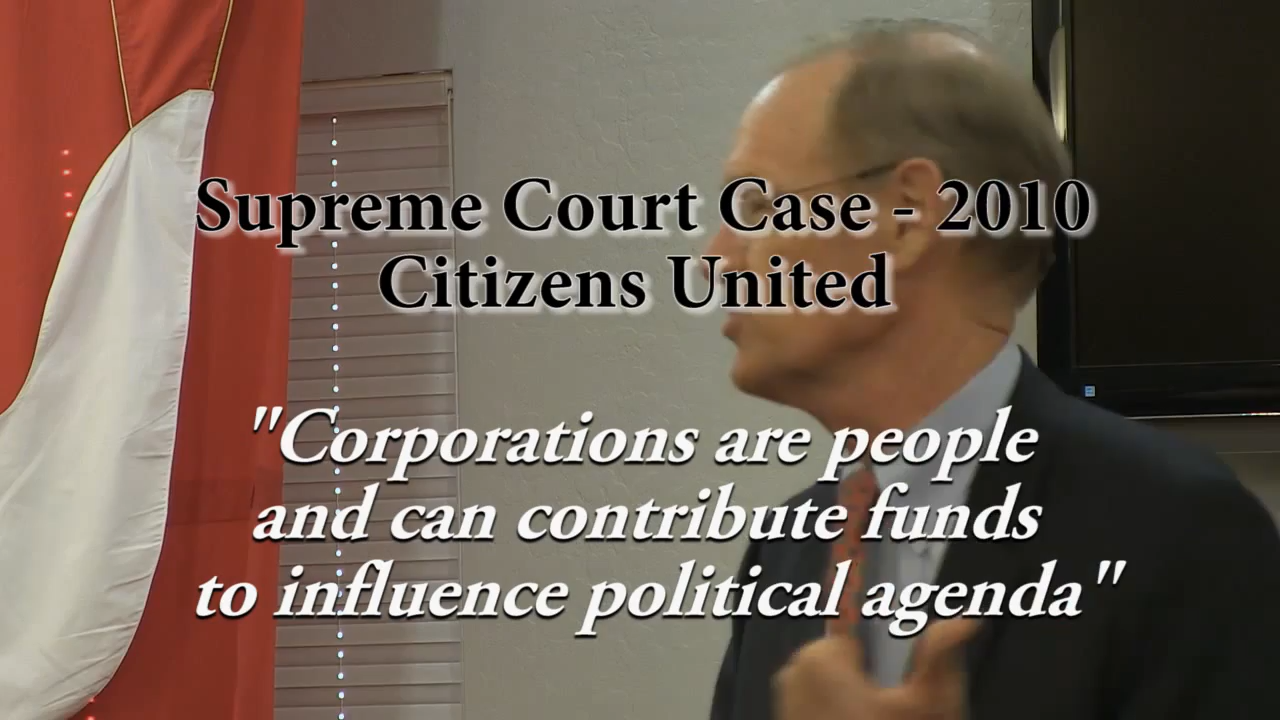 Supreme Court Case - 2010
Citizens United
"Corporations are people
and can contribute funds
to influence political agenda"